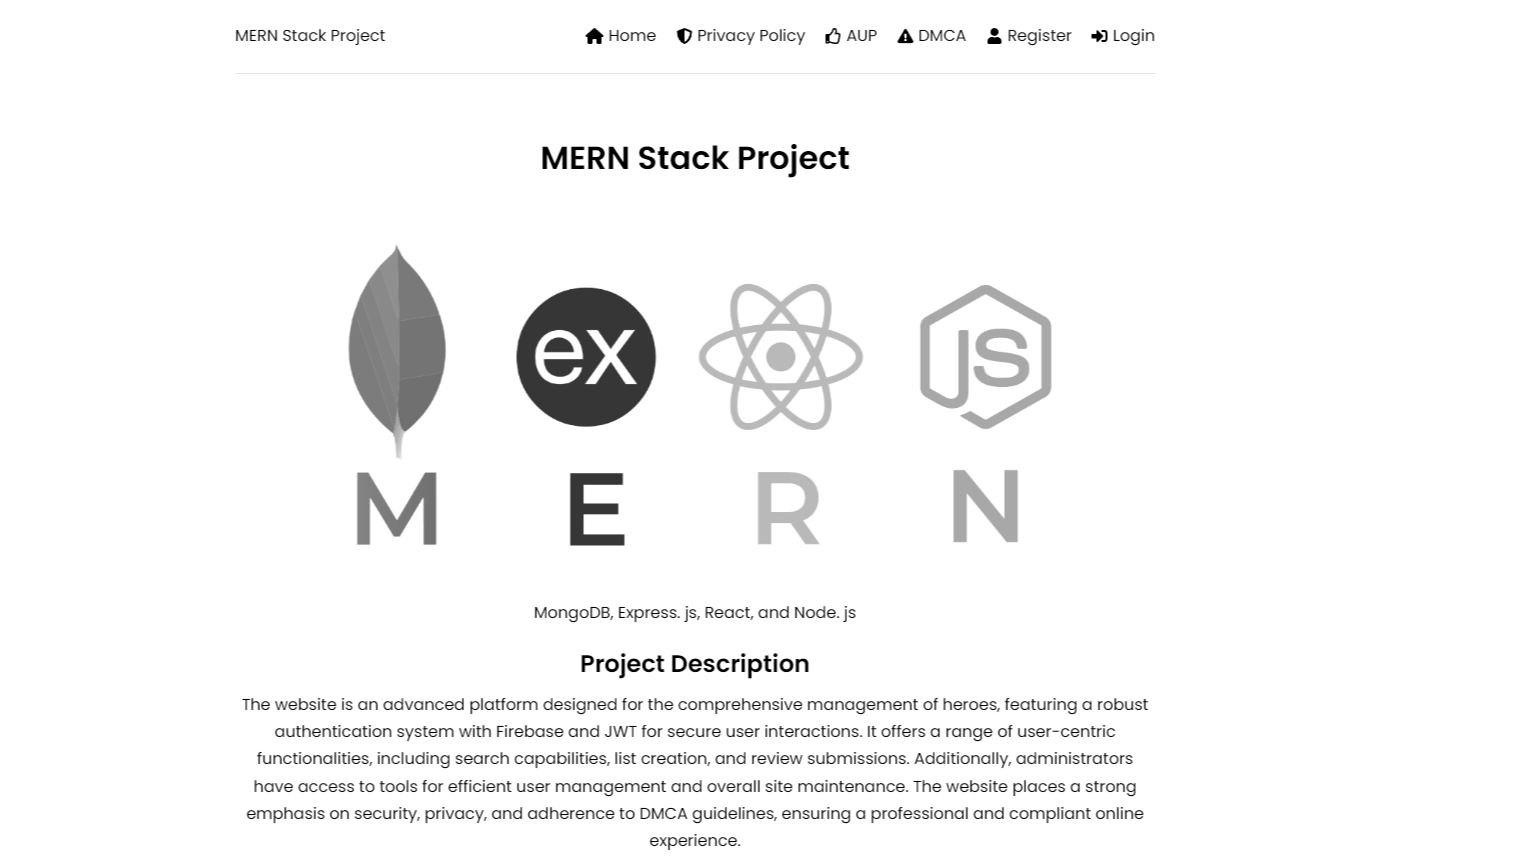 MERN Stack Project
Home Privacy Policy AUP DMCA Register Login
MERN Stack Project
ex JS
M E R N
MongoDB, Express. js, React, and Node. js
Project Description
The website is an advanced platform designed for the comprehensive management of heroes, featuring a robust
authentication system with Firebase and JWT for secure user interactions. It offers a range of user-centric
functionalities, including search capabilities, list creation, and review submissions. Additionally, administrators
have access to tools for efficient user management and overall site maintenance. The website places a strong
emphasis on security, privacy, and adherence to DMCA guidelines, ensuring a professional and compliant online
experience.